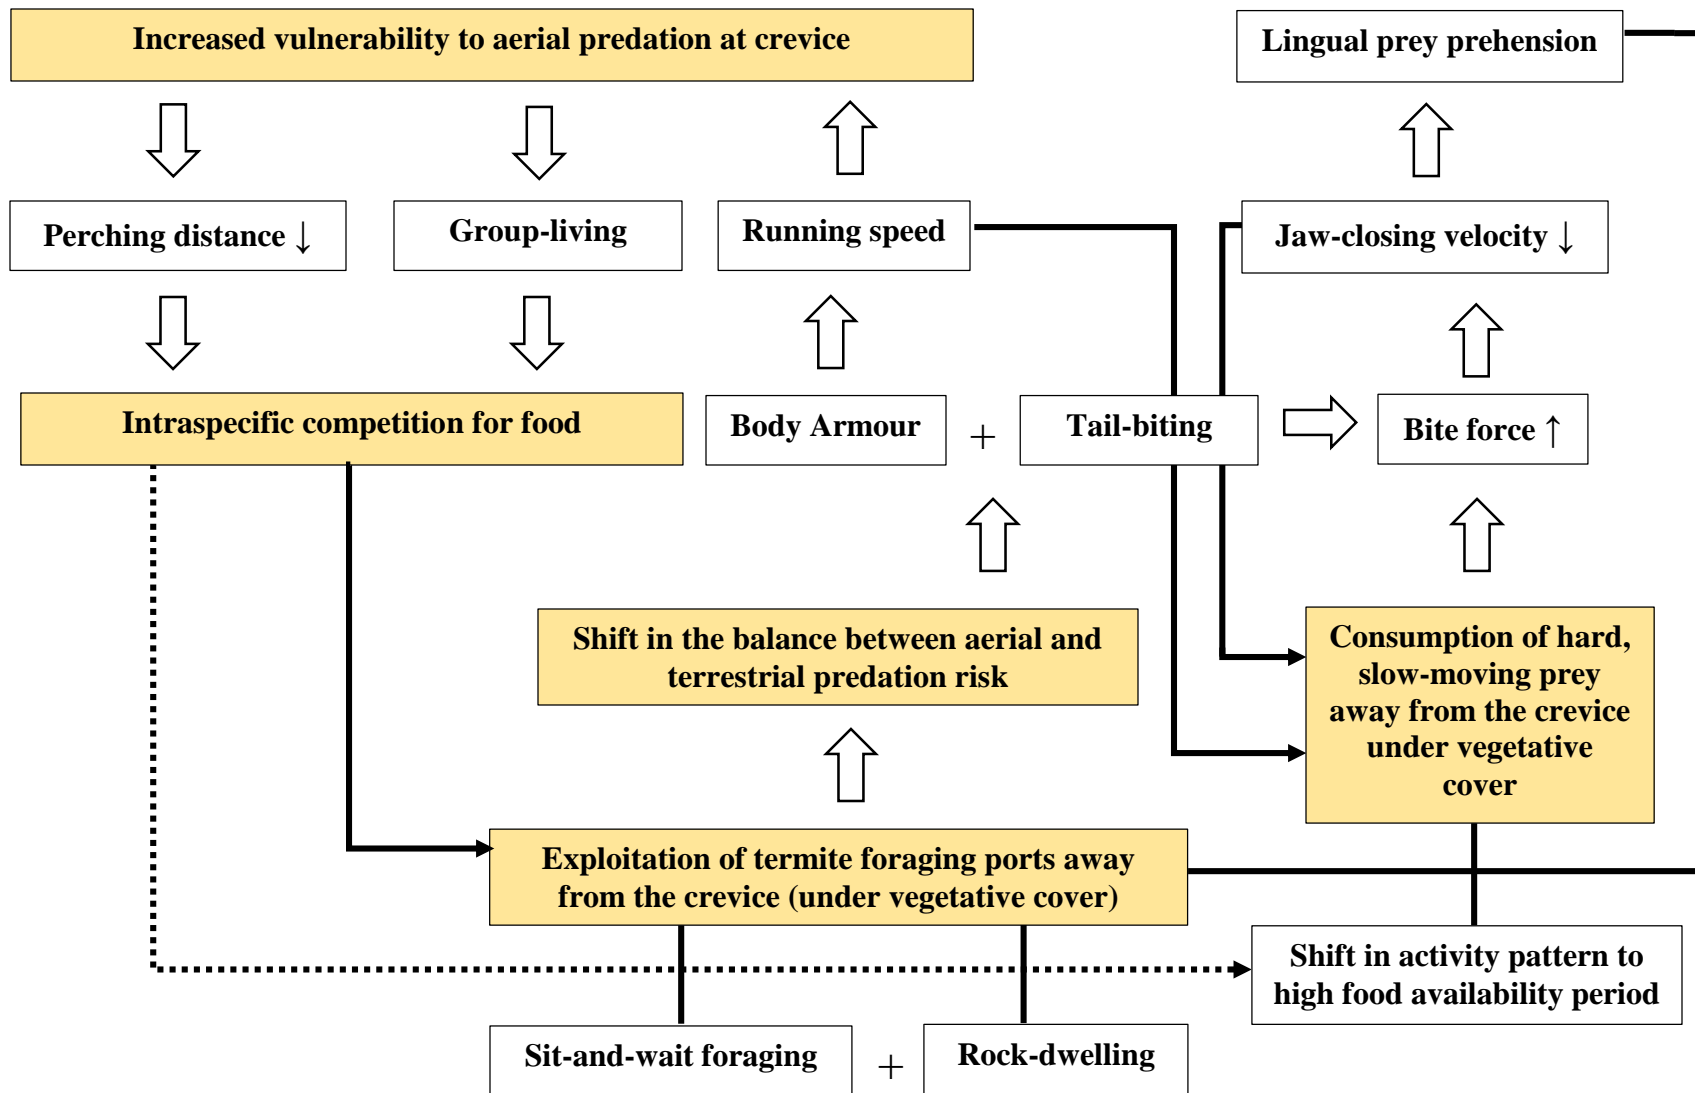 Increased vulnerability to aerial predation at crevice
Lingual prey prehension
Perching distance ↓
Group-living
Running speed
Jaw-closing velocity ↓
Intraspecific competition for food
Body Armour
+
Tail-biting
Bite force ↑
Shift in the balance between aerial and
terrestrial predation risk
Consumption of hard,
slow-moving prey
away from the crevice
under vegetative
cover
Exploitation of termite foraging ports away
from the crevice (under vegetative cover)
Shift in activity pattern to
high food availability period
Sit-and-wait foraging
+
Rock-dwelling